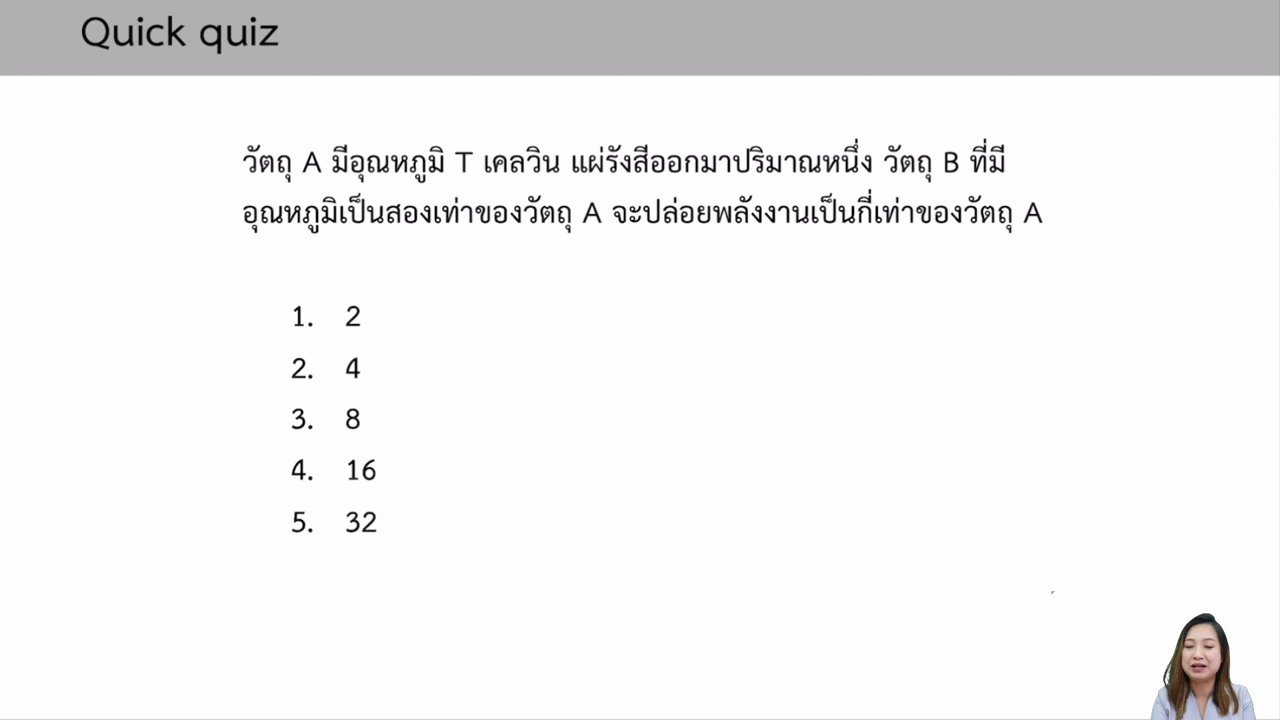 Quick quiz
วัตถุ A มีอุณหภูมิ T เคลวิน แผ่รังสีออกมาปริมาณหนึ่ง วัตถุ B ที่มี
อุณหภูมิเป็นสองเท่าของวัตถุ A จะปล่อยพลังงานเป็นกี่เท่าของวัตถุ A
1. 2
2. 4
3. 8
4. 16
5. 32